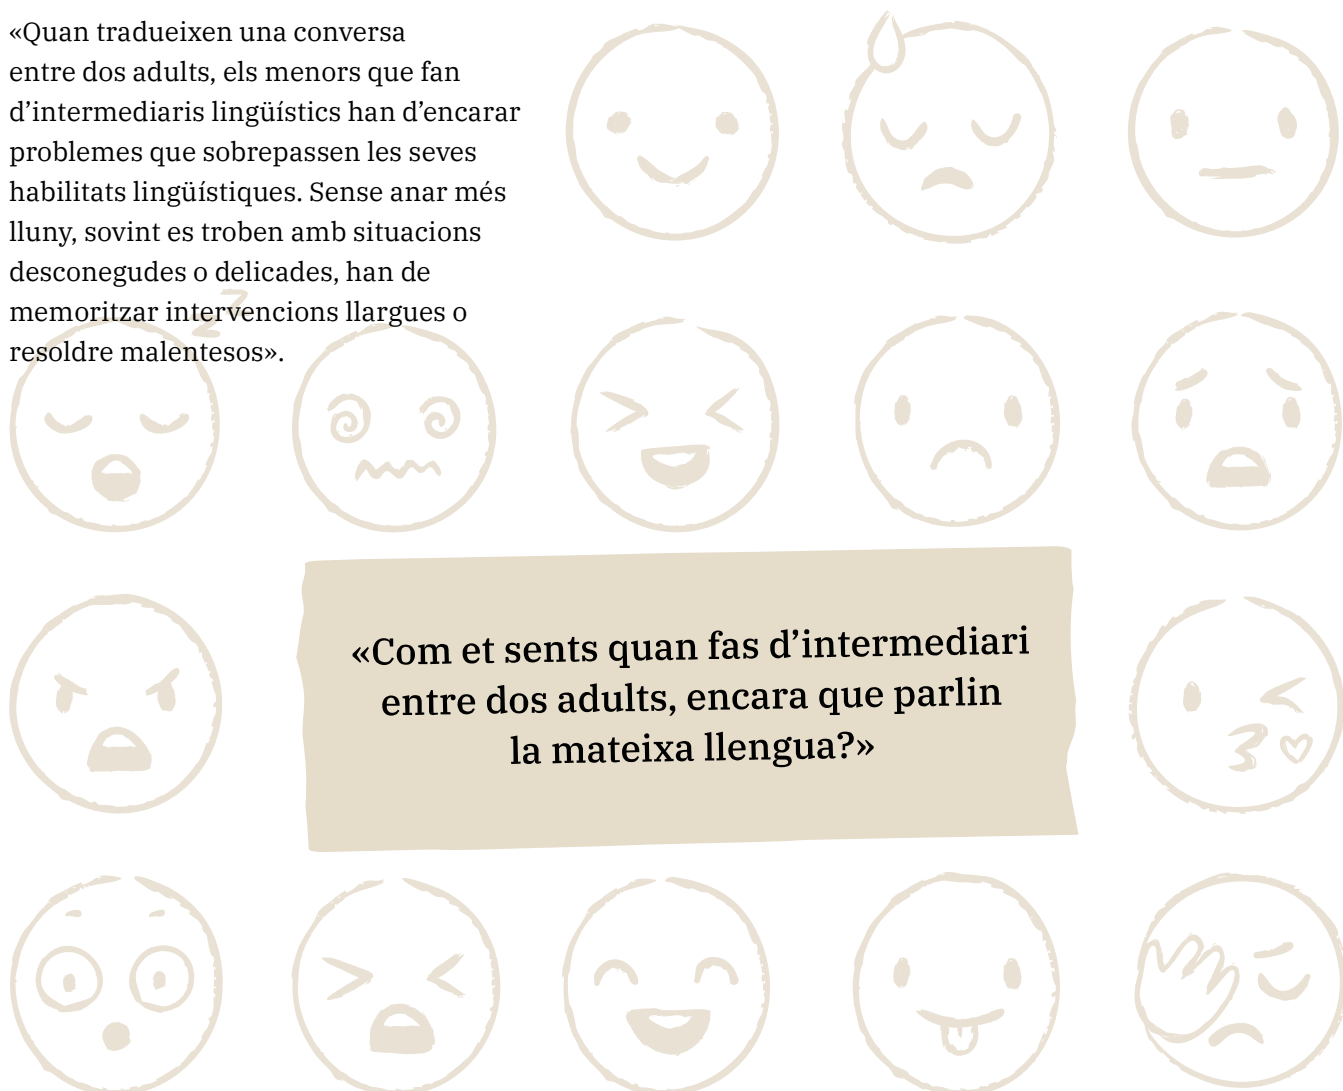 «Quan tradueixen una conversa
entre dos adults, els menors que fan
d’intermediaris lingüístics han d’encarar
problemes que sobrepassen les seves
habilitats lingüístiques. Sense anar més
lluny, sovint es troben amb situacions
desconegudes o delicades, han de
memoritzar intervencions llargues o
resoldre malentesos».
«Com et sents quan fas d’intermediari
entre dos adults, encara que parlin
la mateixa llengua?»